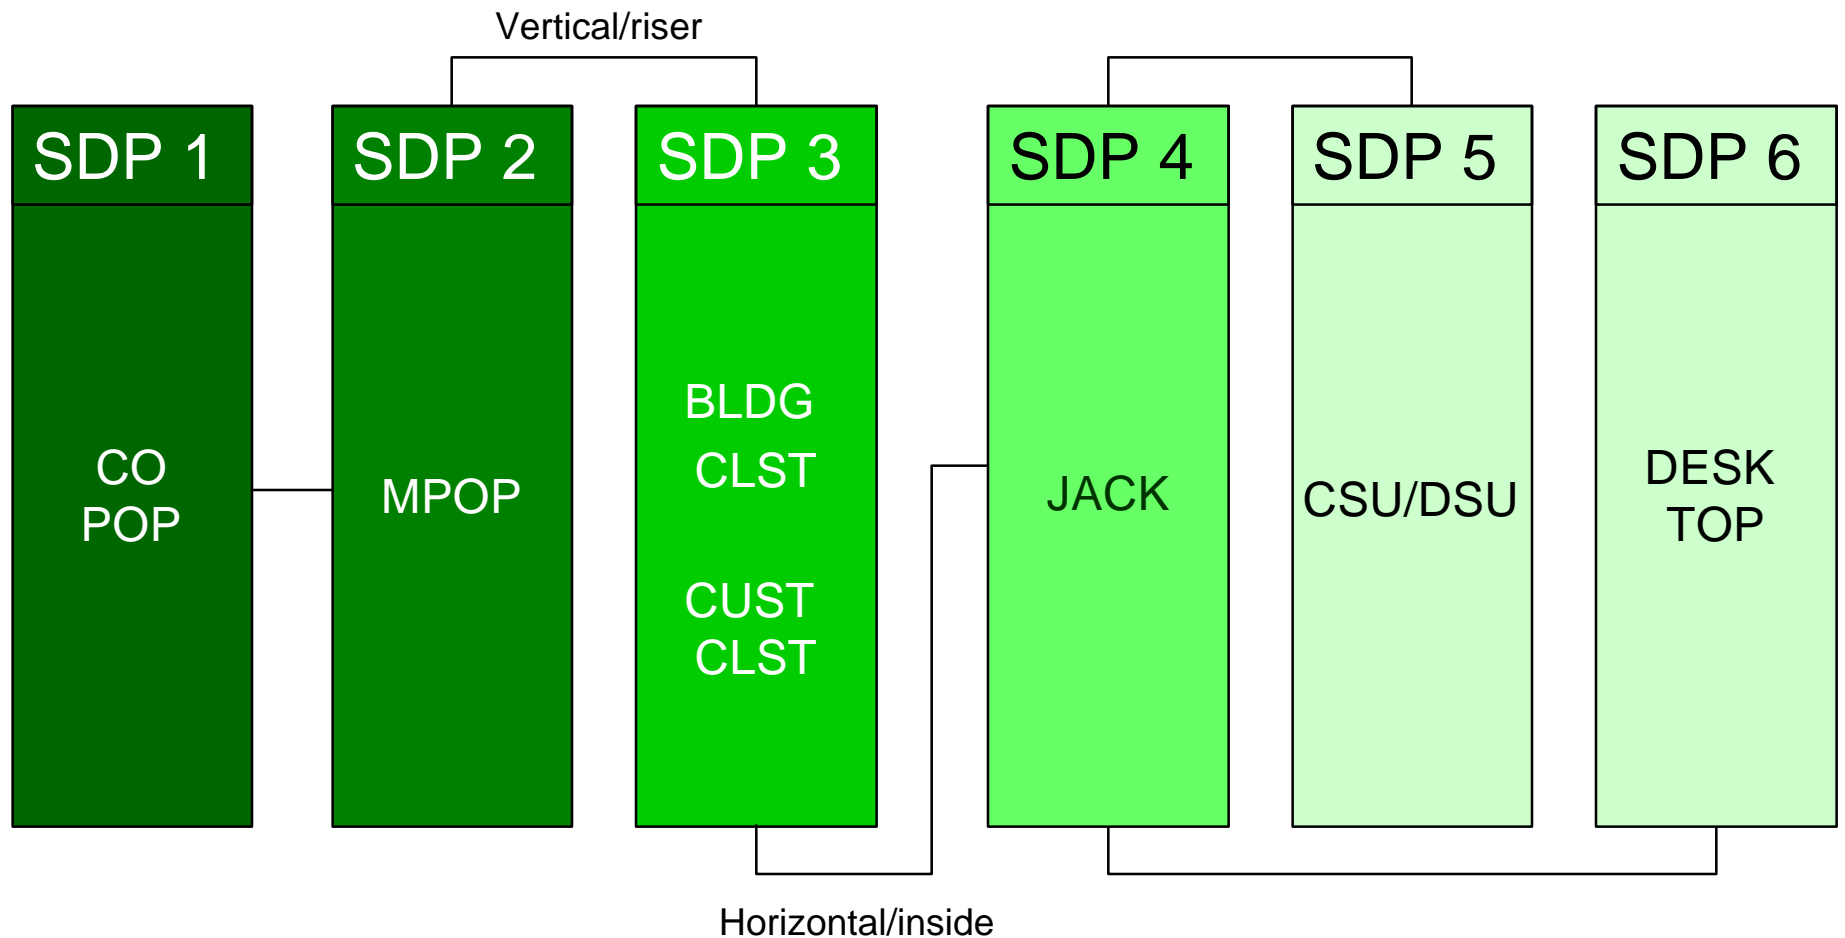 Vertical/riser
SDP 1
SDP 2
SDP 3
SDP 4
SDP 5
SDP 6
CO
POP
MPOP
BLDG
CLST
CUST
CLST
JACK
CSU/DSU
DESK
TOP
Horizontal/inside